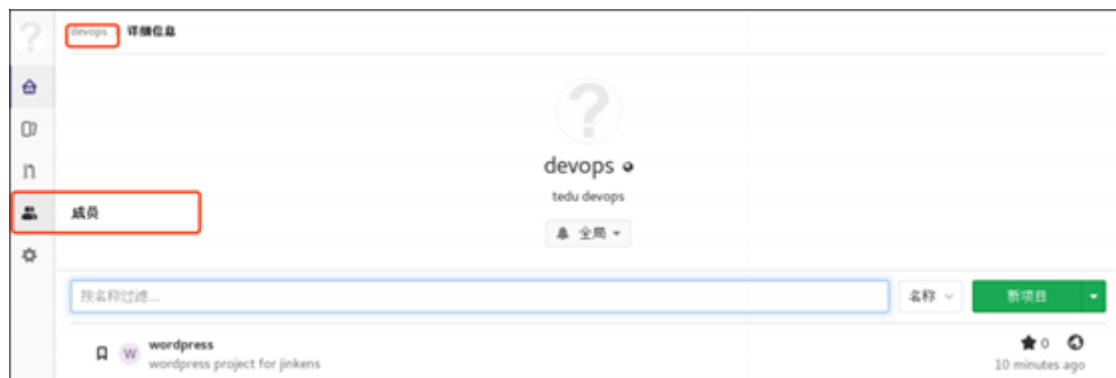 devops 详细信息
devops
tedu devops
全局
成员
按名称过滤...
名称
新项目
W
wordpress
wordpress project for jinkens
0
10 minutes ago